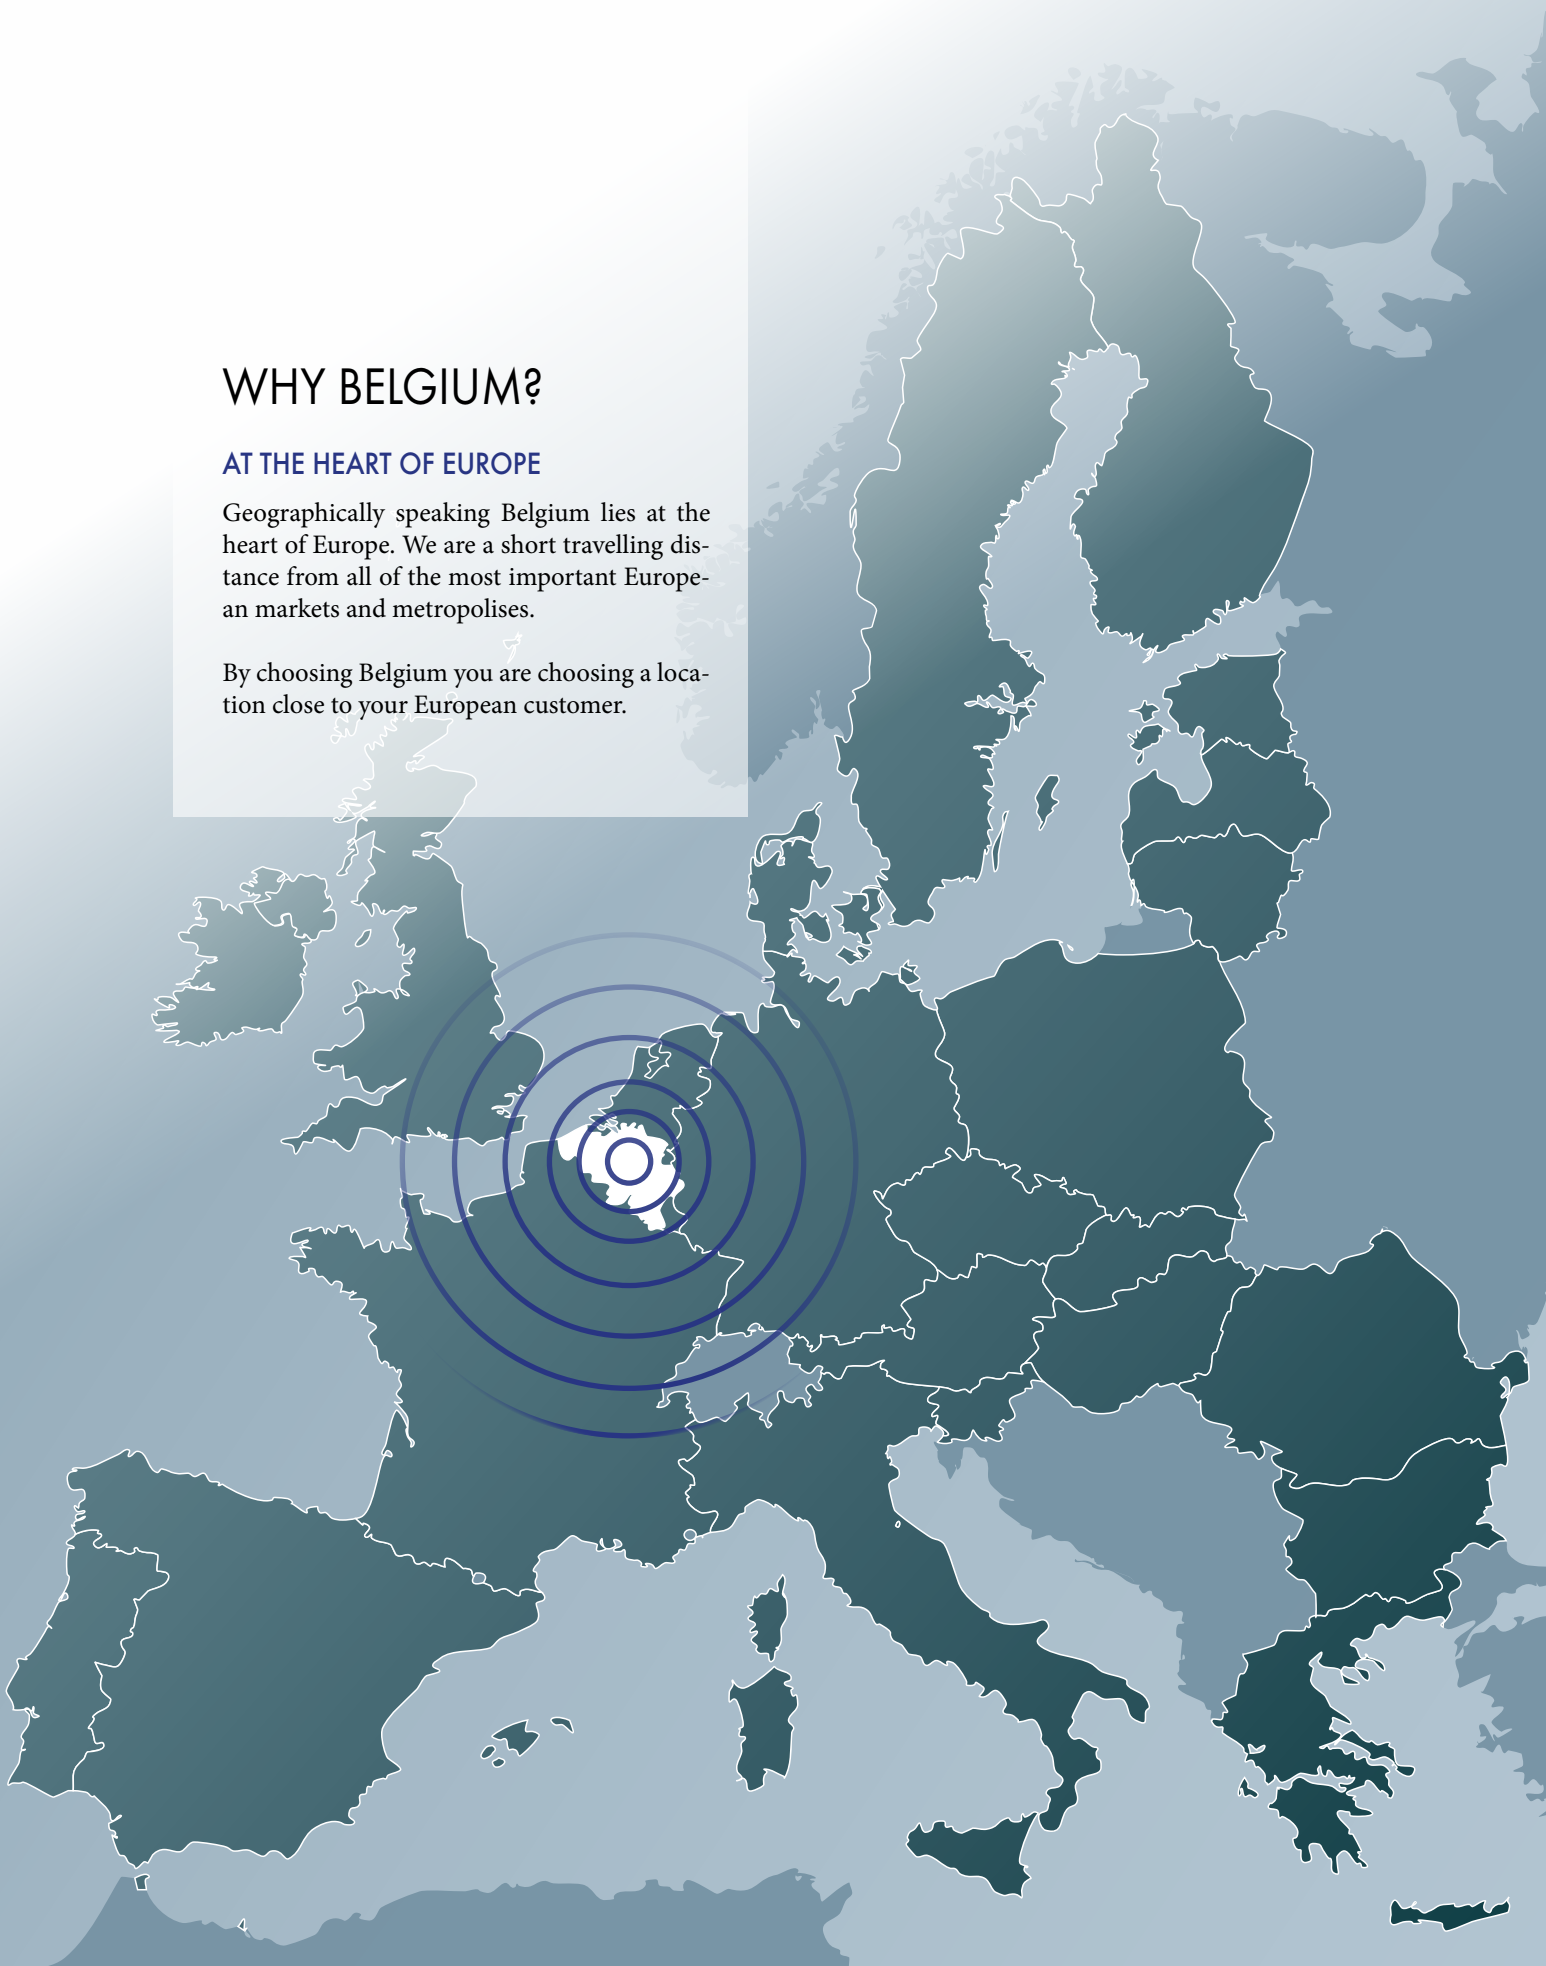 WHY BELGIUM?
AT THE HEART OF EUROPE
Geographically speaking Belgium lies at the
heart of Europe. We are a short travelling dis-
tance from all of the most important Europe-
an markets and metropolises.
By choosing Belgium you are choosing a loca-
tion close to your European customer.